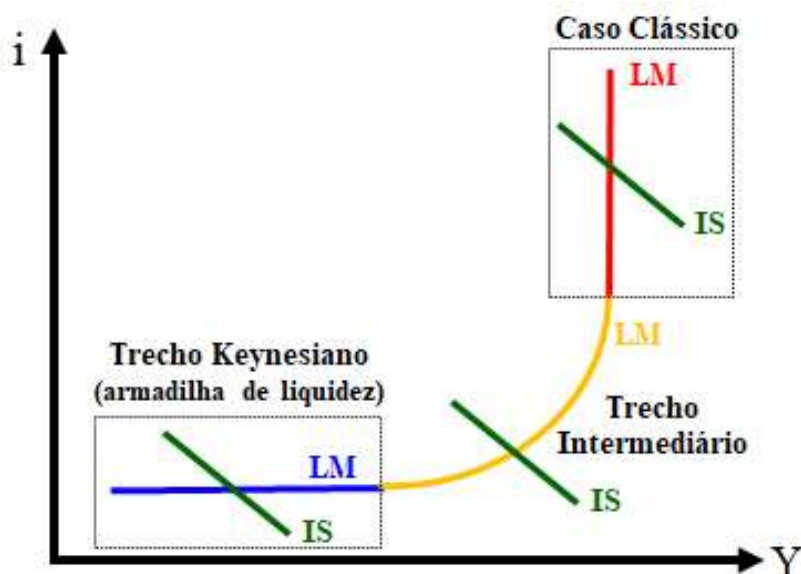 i
Caso Clássico
LM
IS
LM
Trecho Keynesiano
(armadilha de liquidez)
LM
IS
Trecho
Intermediário
IS
Y